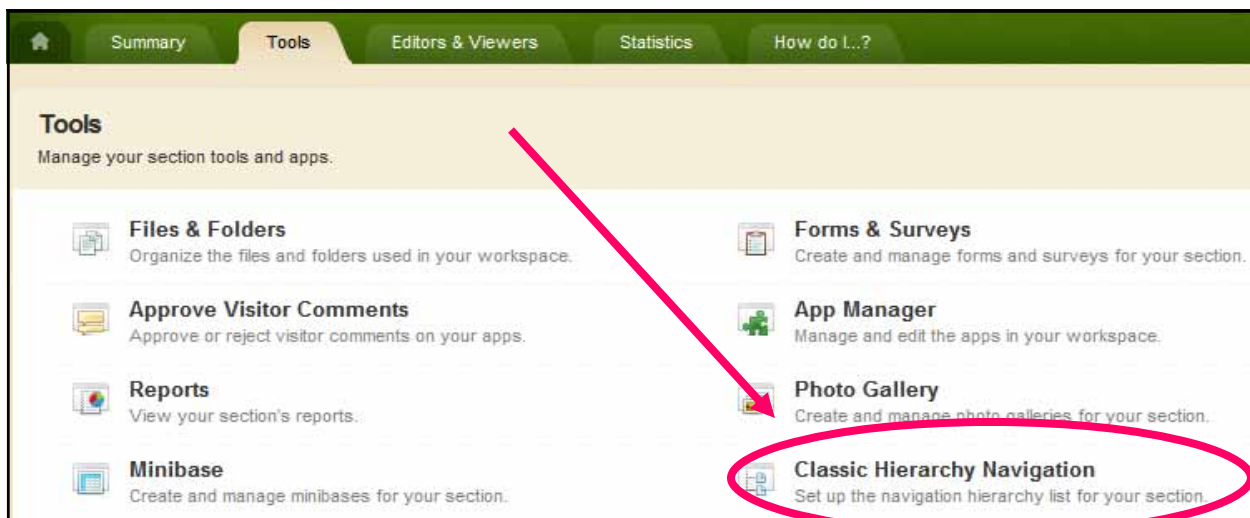 Summary Tools Editors & Viewers Statistics How do I...?
Tools
Manage your section tools and apps.
Files & Folders
Organize the files and folders used in your workspace.
Forms & Surveys
Create and manage forms and surveys for your section.
Approve Visitor Comments
Approve or reject visitor comments on your apps.
App Manager
Manage and edit the apps in your workspace.
Reports
View your section's reports.
Photo Gallery
Create and manage photo galleries for your section.
Minibase
Create and manage minibases for your section.
Classic Hierarchy Navigation
Set up the navigation hierarchy list for your section.